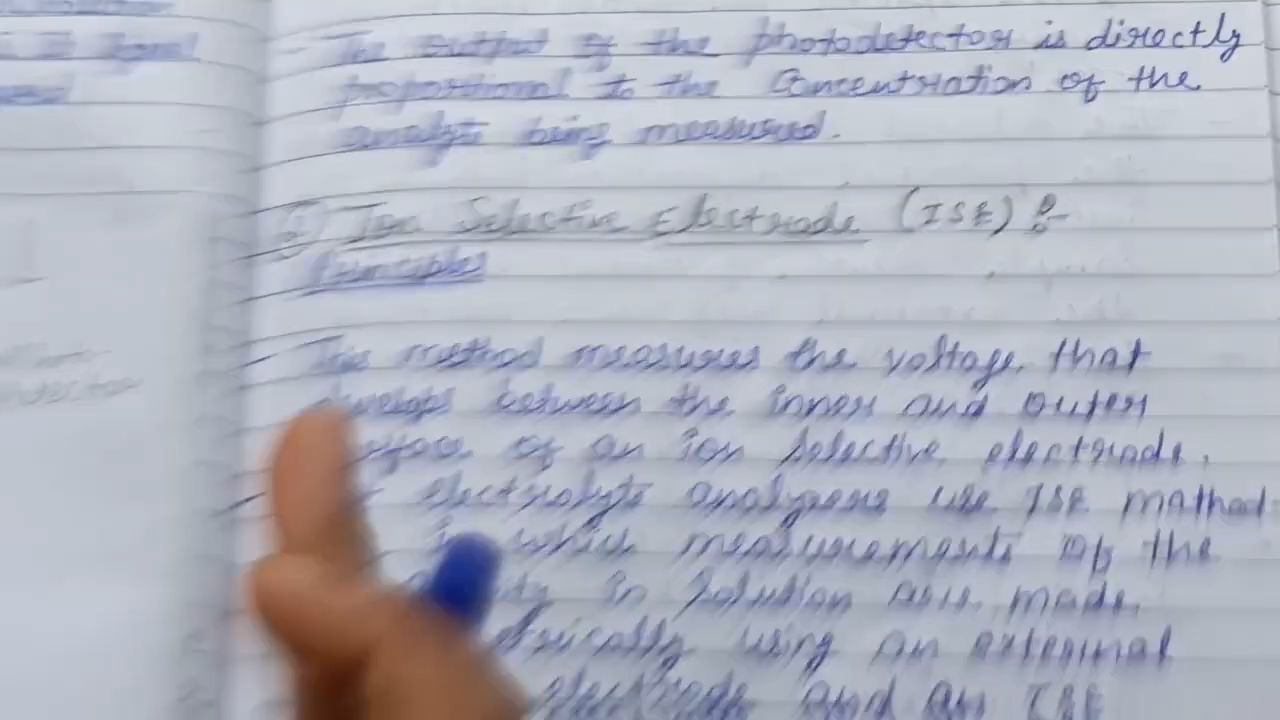 The output of the photodetector is directly
proportional to the concentration of the
analyte being measured.
② Ion Selective Electrode (ISE) :-
Principle
This method measures the voltage that
develops between the inner and outer
surface of an ion selective electrode.
electrolyte analyzers use ISE mathod
in which measurements of the
in solution are made
using an external
electrode and an ISE